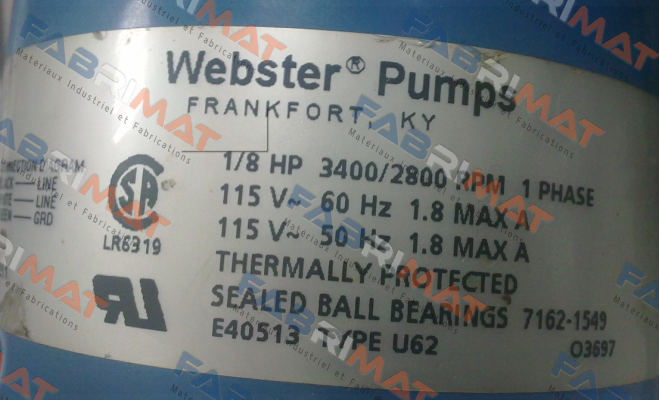 Webster® Pumps
FRANKFORT, KY
1/8 HP 3400/2800 RPM 1 PHASE
115 V~ 60 Hz 1.8 MAX A
115 V~ 50 Hz 1.8 MAX A
THERMALLY PROTECTED
SEALED BALL BEARINGS 7162-1549
E40513 TYPE U62 03697
LINE
LINE
GRD
LR6319
FABRIMAT
Materiaux Industriel et Fabrications